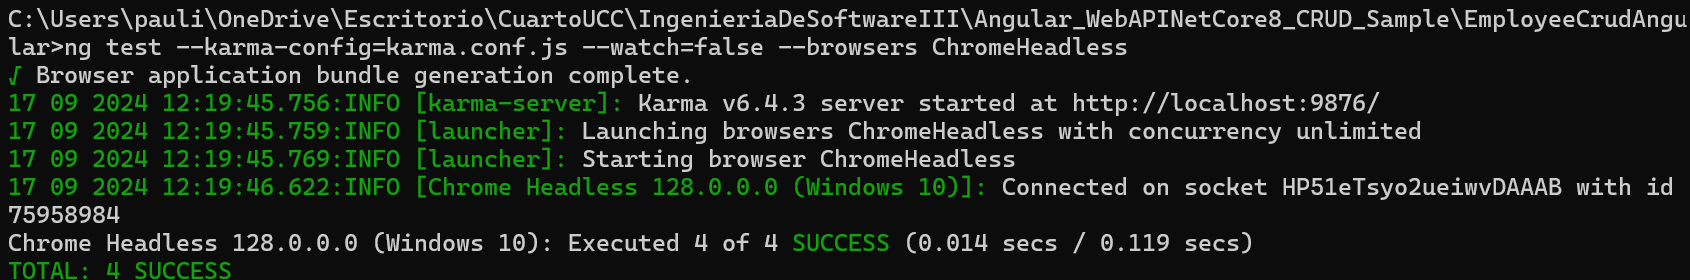 C:\Users\pauli\OneDrive\Escritorio\CuartoUCC\IngenieriaDeSoftwareIII\Angular_WebAPINetCore8_CRUD_Sample\EmployeeCrudAngu
lar>ng test --karma-config=karma.conf.js --watch=false --browsers ChromeHeadless
√ Browser application bundle generation complete.
17 09 2024 12:19:45.756:INFO [karma-server]: Karma v6.4.3 server started at http://localhost:9876/
17 09 2024 12:19:45.759:INFO [launcher]: Launching browsers ChromeHeadless with concurrency unlimited
17 09 2024 12:19:45.769:INFO [launcher]: Starting browser ChromeHeadless
17 09 2024 12:19:46.622:INFO [Chrome Headless 128.0.0.0 (Windows 10)]: Connected on socket HP51eTsyo2ueiwvDAAAB with id
75958984
Chrome Headless 128.0.0.0 (Windows 10): Executed 4 of 4 SUCCESS (0.014 secs / 0.119 secs)
TOTAL: 4 SUCCESS